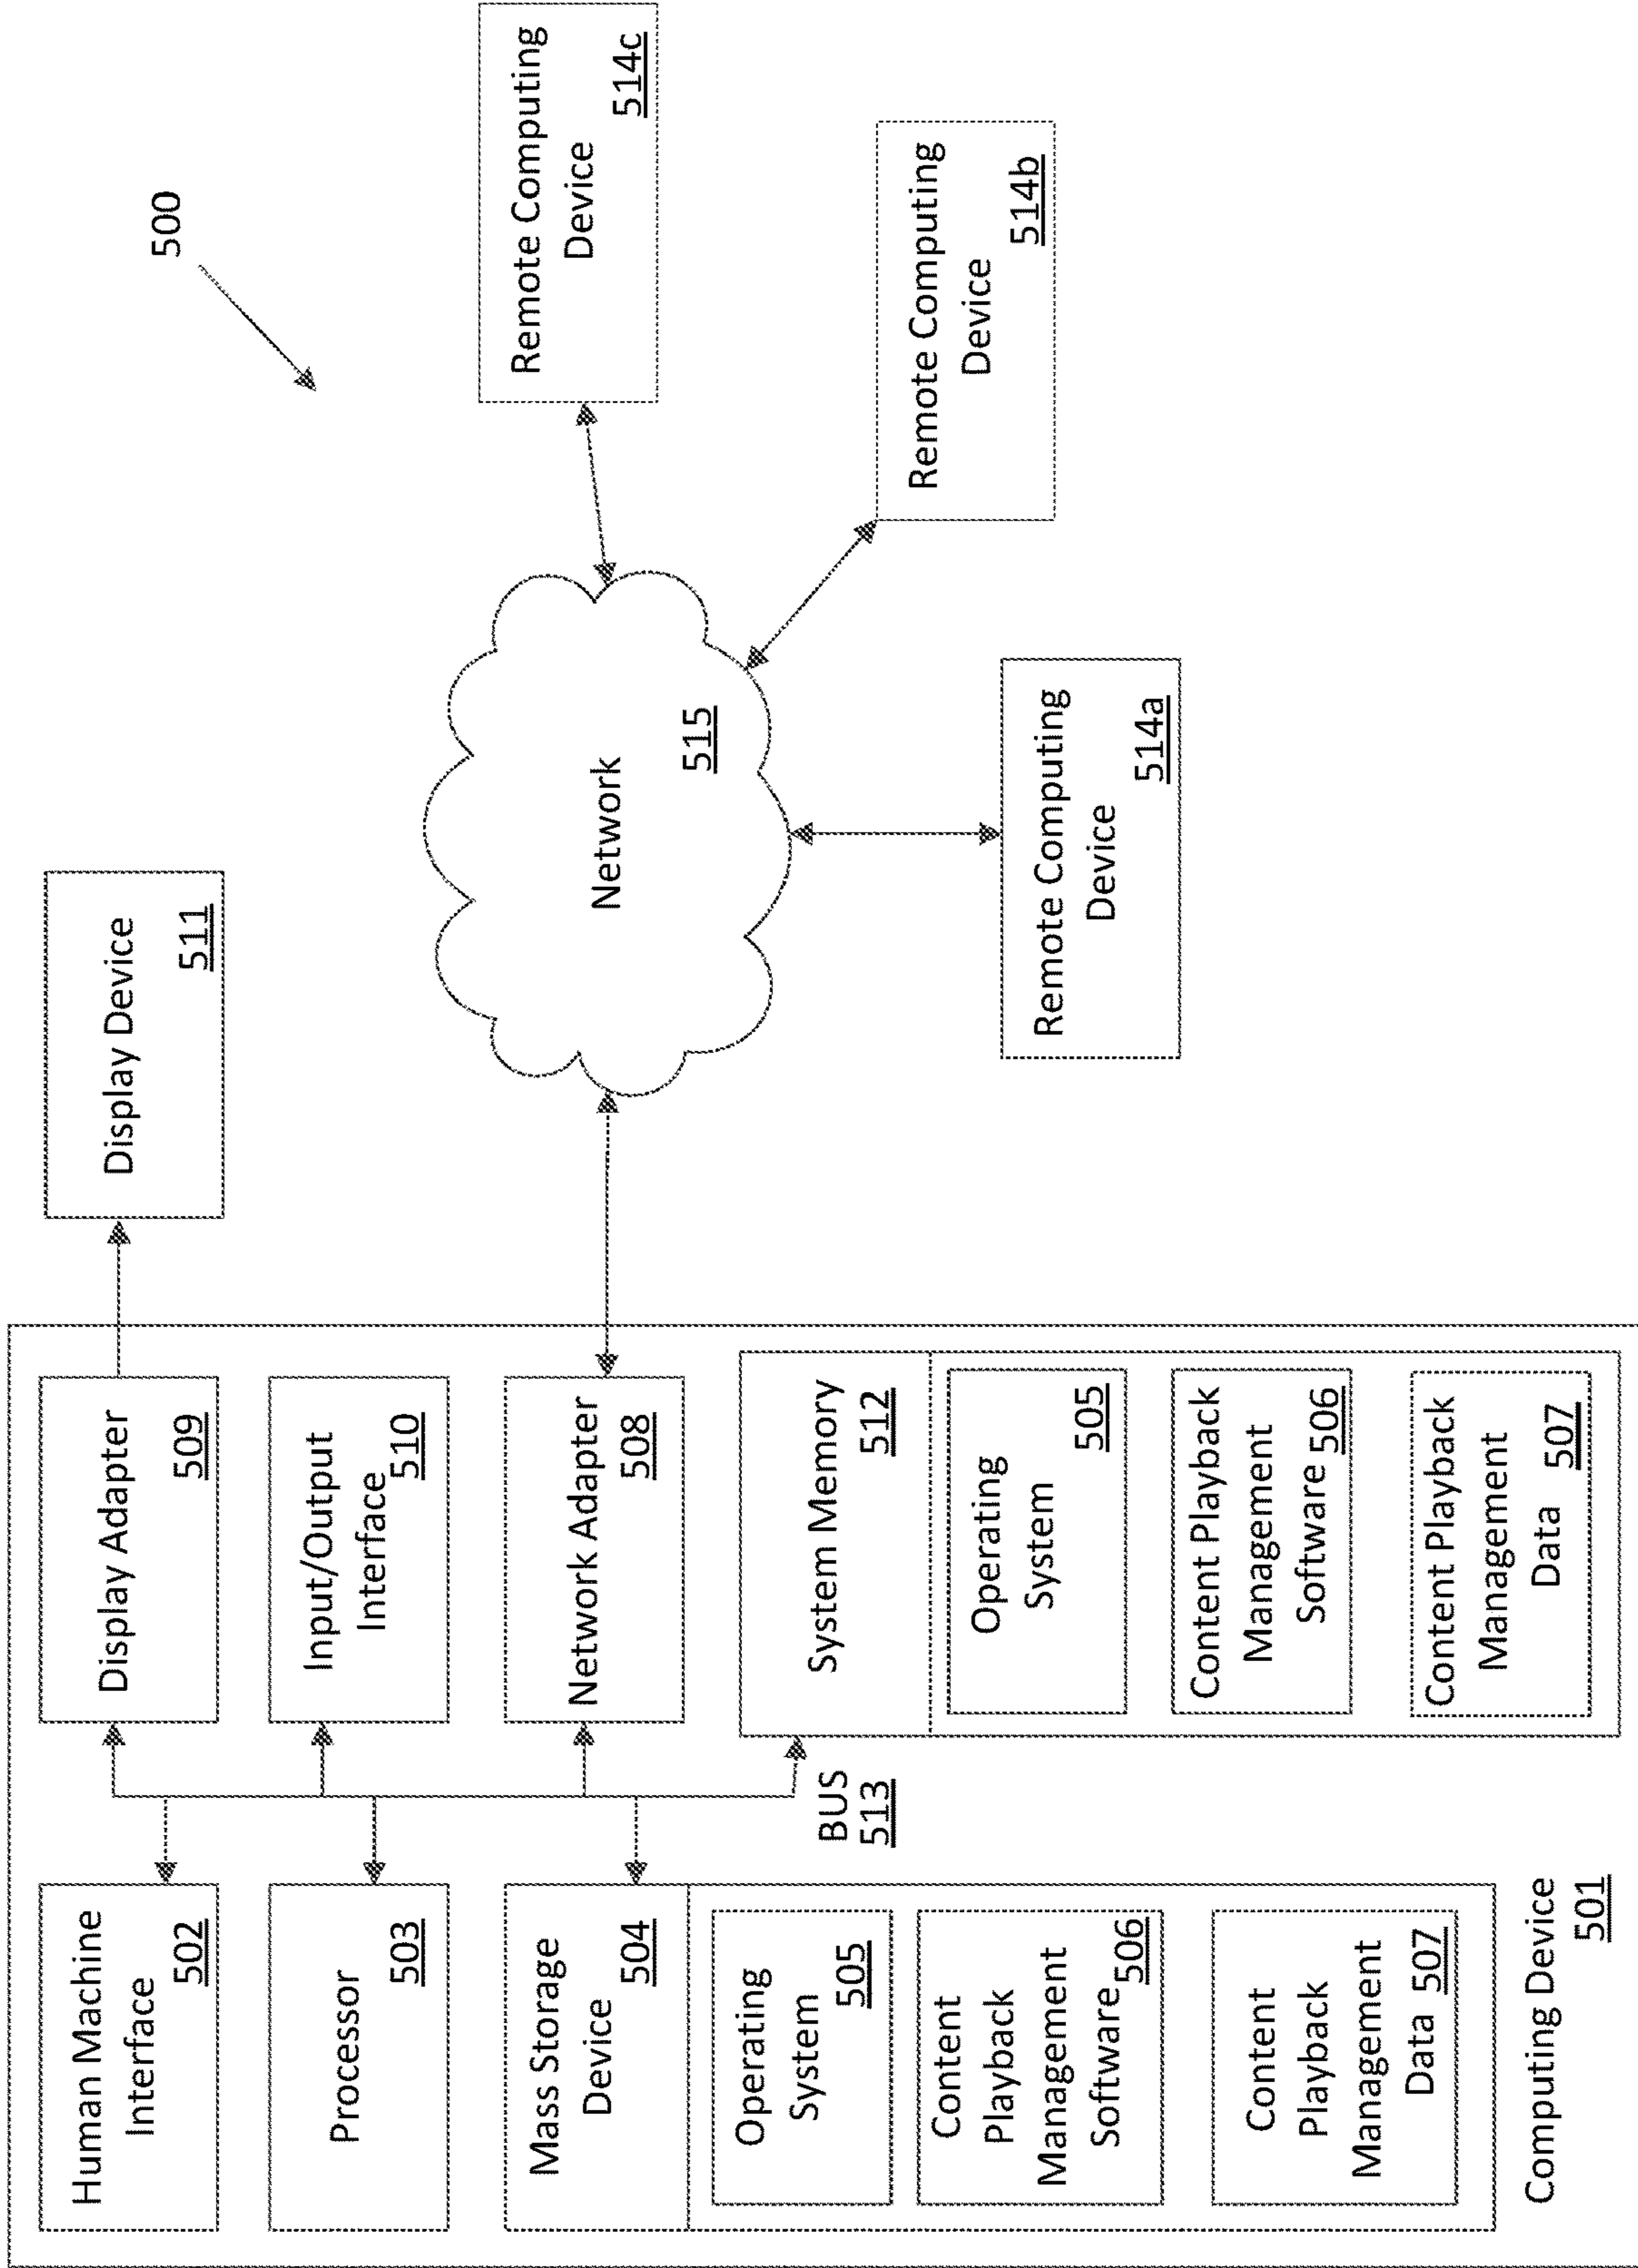 500
Human Machine
Interface
502
Processor
503
Mass Storage
Device
504
Operating
System
505
Content
Playback
Management
Software
506
Content
Playback
Management
Data
507
Computing Device
501
BUS
513
Display Adapter
509
Input/Output
Interface
510
Network Adapter
508
System Memory
512
Operating
System
505
Content Playback
Management
Software
506
Content Playback
Management
Data
507
Display Device
511
Network
515
Remote Computing
Device
514a
Remote Computing
Device
514b
Remote Computing
Device
514c